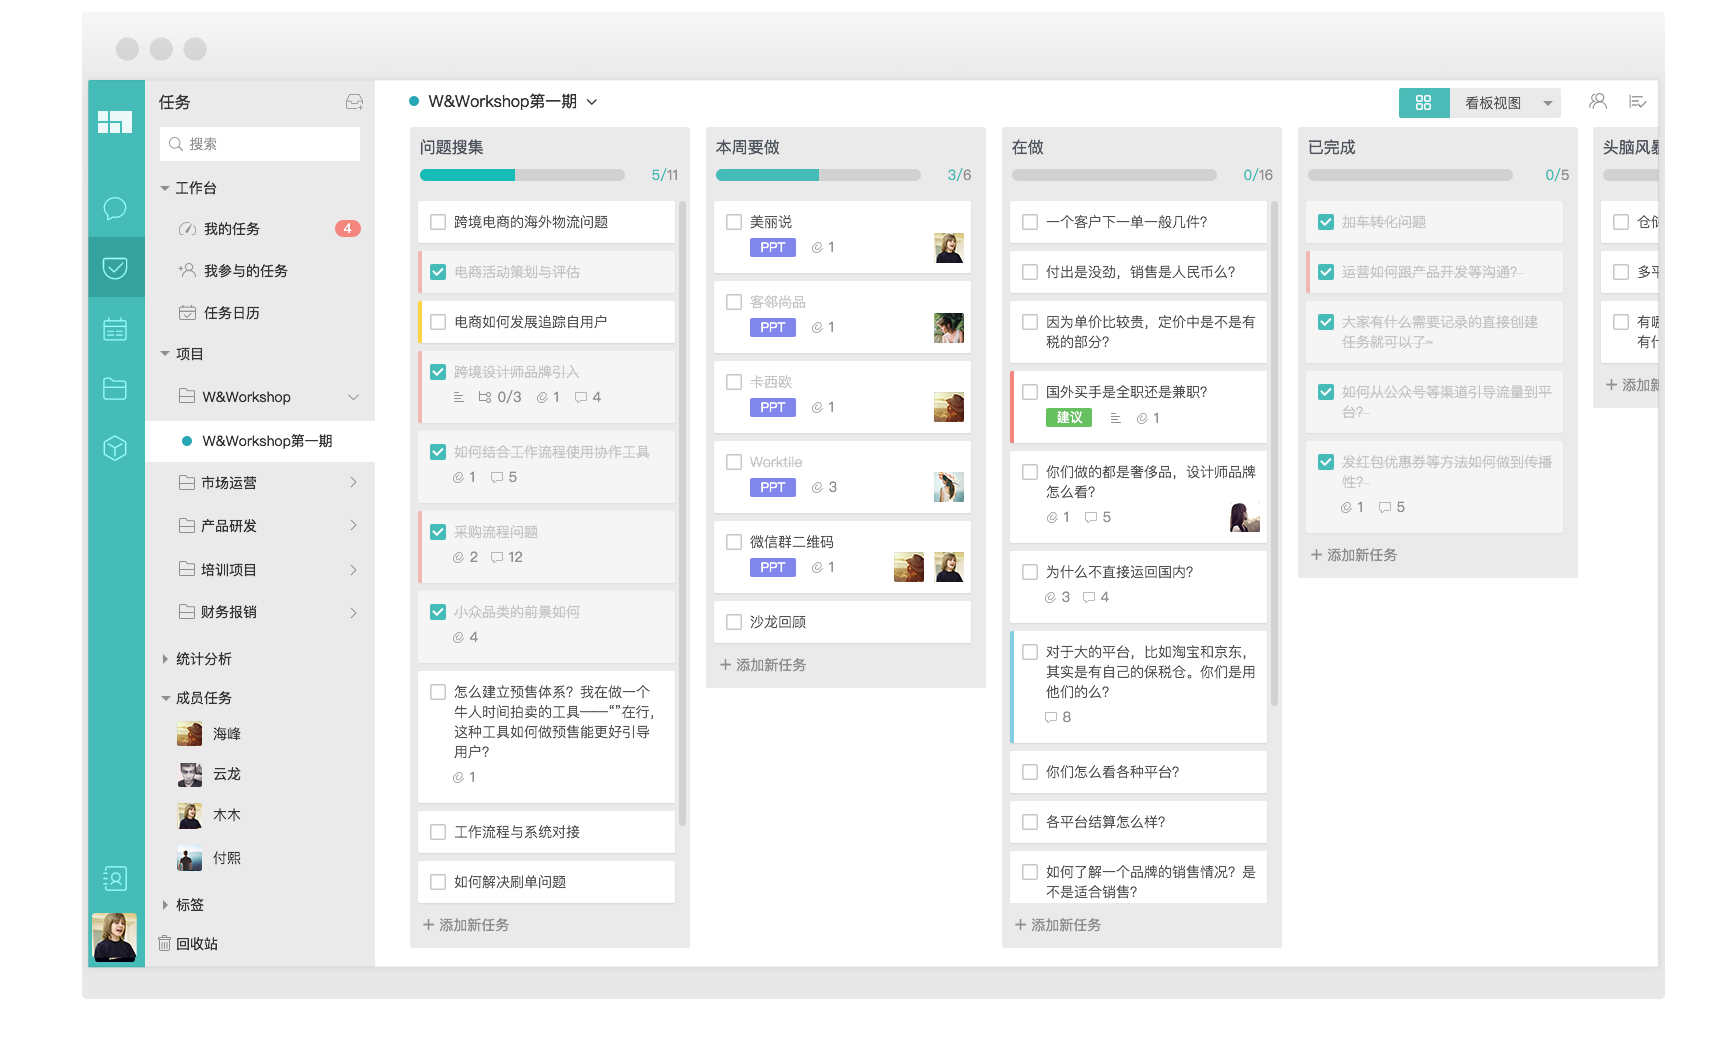 任务
搜索
工作台
我的任务 4
我参与的任务
任务日历
项目
W&Workshop
W&Workshop第一期
市场运营
产品研发
培训项目
财务报销
统计分析
成员任务
海峰
云龙
木木
付熙
标签
回收站
W&Workshop第一期
看板视图
问题搜集
5/11
跨境电商的海外物流问题
电商活动策划与评估
电商如何发展追踪自用户
跨境设计师品牌引入
0/3 1 4
如何结合工作流程使用协作工具
1 5
采购流程问题
2 12
小众品类的前景如何
4
怎么建立预售体系？我在做一个
牛人时间拍卖的工具——“”在行，
这种工具如何做预售能更好引导
用户？
1
工作流程与系统对接
如何解决刷单问题
添加新任务
本周要做
3/6
美丽说
PPT 1
客邻尚品
PPT 1
卡西欧
PPT 1
Worktile
PPT 3
微信群二维码
PPT 1
沙龙回顾
添加新任务
在做
0/16
一个客户下一单一般几件？
付出是没劲，销售是人民币么？
因为单价比较贵，定价中是不是有
税的部分？
国外买手是全职还是兼职？
建议 1
你们做的都是奢侈品，设计师品牌
怎么看？
1 5
为什么不直接运回国内？
3 4
对于大的平台，比如淘宝和京东，
其实是有自己的保税仓。你们是用
他们的么？
8
你们怎么看各种平台？
各平台结算怎么样？
如何了解一个品牌的销售情况？是
不是适合销售？
添加新任务
已完成
0/5
加车转化问题
运营如何跟产品开发等沟通？
大家有什么需要记录的直接创建
任务就可以了~
如何从公众号等渠道引导流量到平
台？
发红包优惠券等方法如何做到传播
性？
1 5
添加新任务
头脑风暴
仓储
多平
有哪
有什
添加新